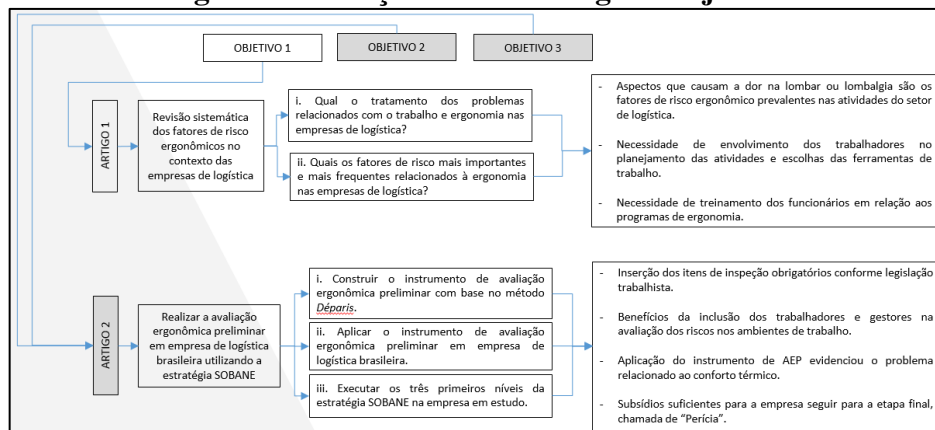 OBJETIVO 1
OBJETIVO 2
OBJETIVO 3
ARTIGO 1
Revisão sistemática
dos fatores de risco
ergonômicos no
contexto das
empresas de logística
i. Qual o tratamento dos problemas
relacionados com o trabalho e ergonomia nas
empresas de logística?
ii. Quais os fatores de risco mais importantes
e mais frequentes relacionados à ergonomia
nas empresas de logística?
- Aspectos que causam a dor na lombar ou lombalgia são os
fatores de risco ergonômico prevalentes nas atividades do setor
de logística.
- Necessidade de envolvimento dos trabalhadores no
planejamento das atividades e escolhas das ferramentas de
trabalho.
- Necessidade de treinamento dos funcionários em relação aos
programas de ergonomia.
ARTIGO 2
Realizar a avaliação
ergonômica preliminar
em empresa de logística
brasileira utilizando a
estratégia SOBANE
i. Construir o instrumento de avaliação
ergonômica preliminar com base no método
Déparis.
ii. Aplicar o instrumento de avaliação
ergonômica preliminar em empresa de
logística brasileira.
iii. Executar os três primeiros níveis da
estratégia SOBANE na empresa em estudo.
- Inserção dos itens de inspeção obrigatórios conforme legislação
trabalhista.
- Benefícios da inclusão dos trabalhadores e gestores na
avaliação dos riscos nos ambientes de trabalho.
- Aplicação do instrumento de AEP evidenciou o problema
relacionado ao conforto térmico.
- Subsídios suficientes para a empresa seguir para a etapa final,
chamada de “Perícia”.